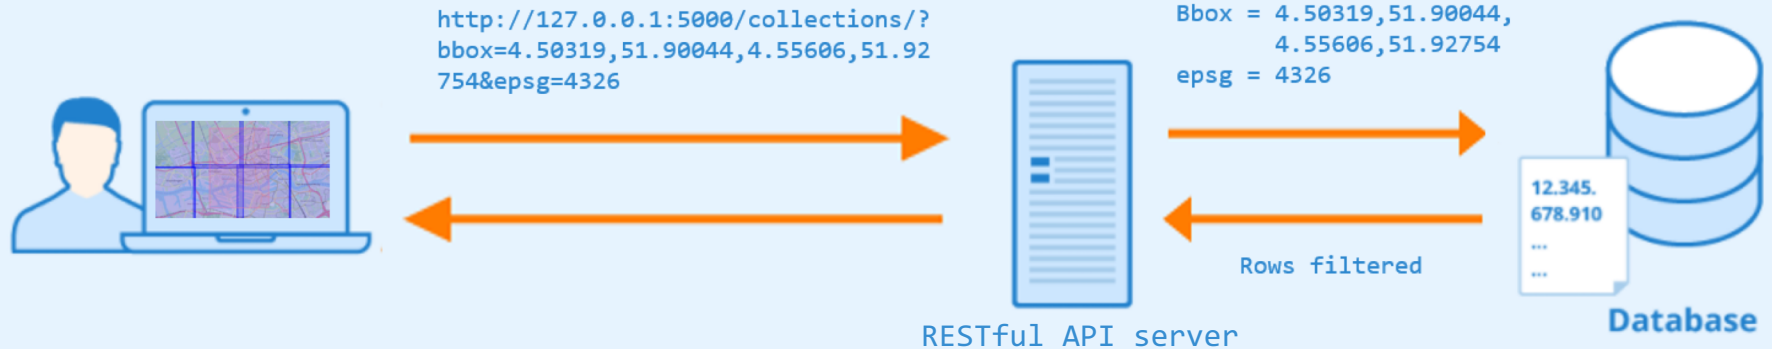 http://127.0.0.1:5000/collections/?
bbox=4.50319,51.90044,4.55606,51.92
754&epsg=4326
Bbox = 4.50319,51.90044,
4.55606,51.92754
epsg = 4326
12.345.
678.910
...
...
Rows filtered
RESTful API server
Database